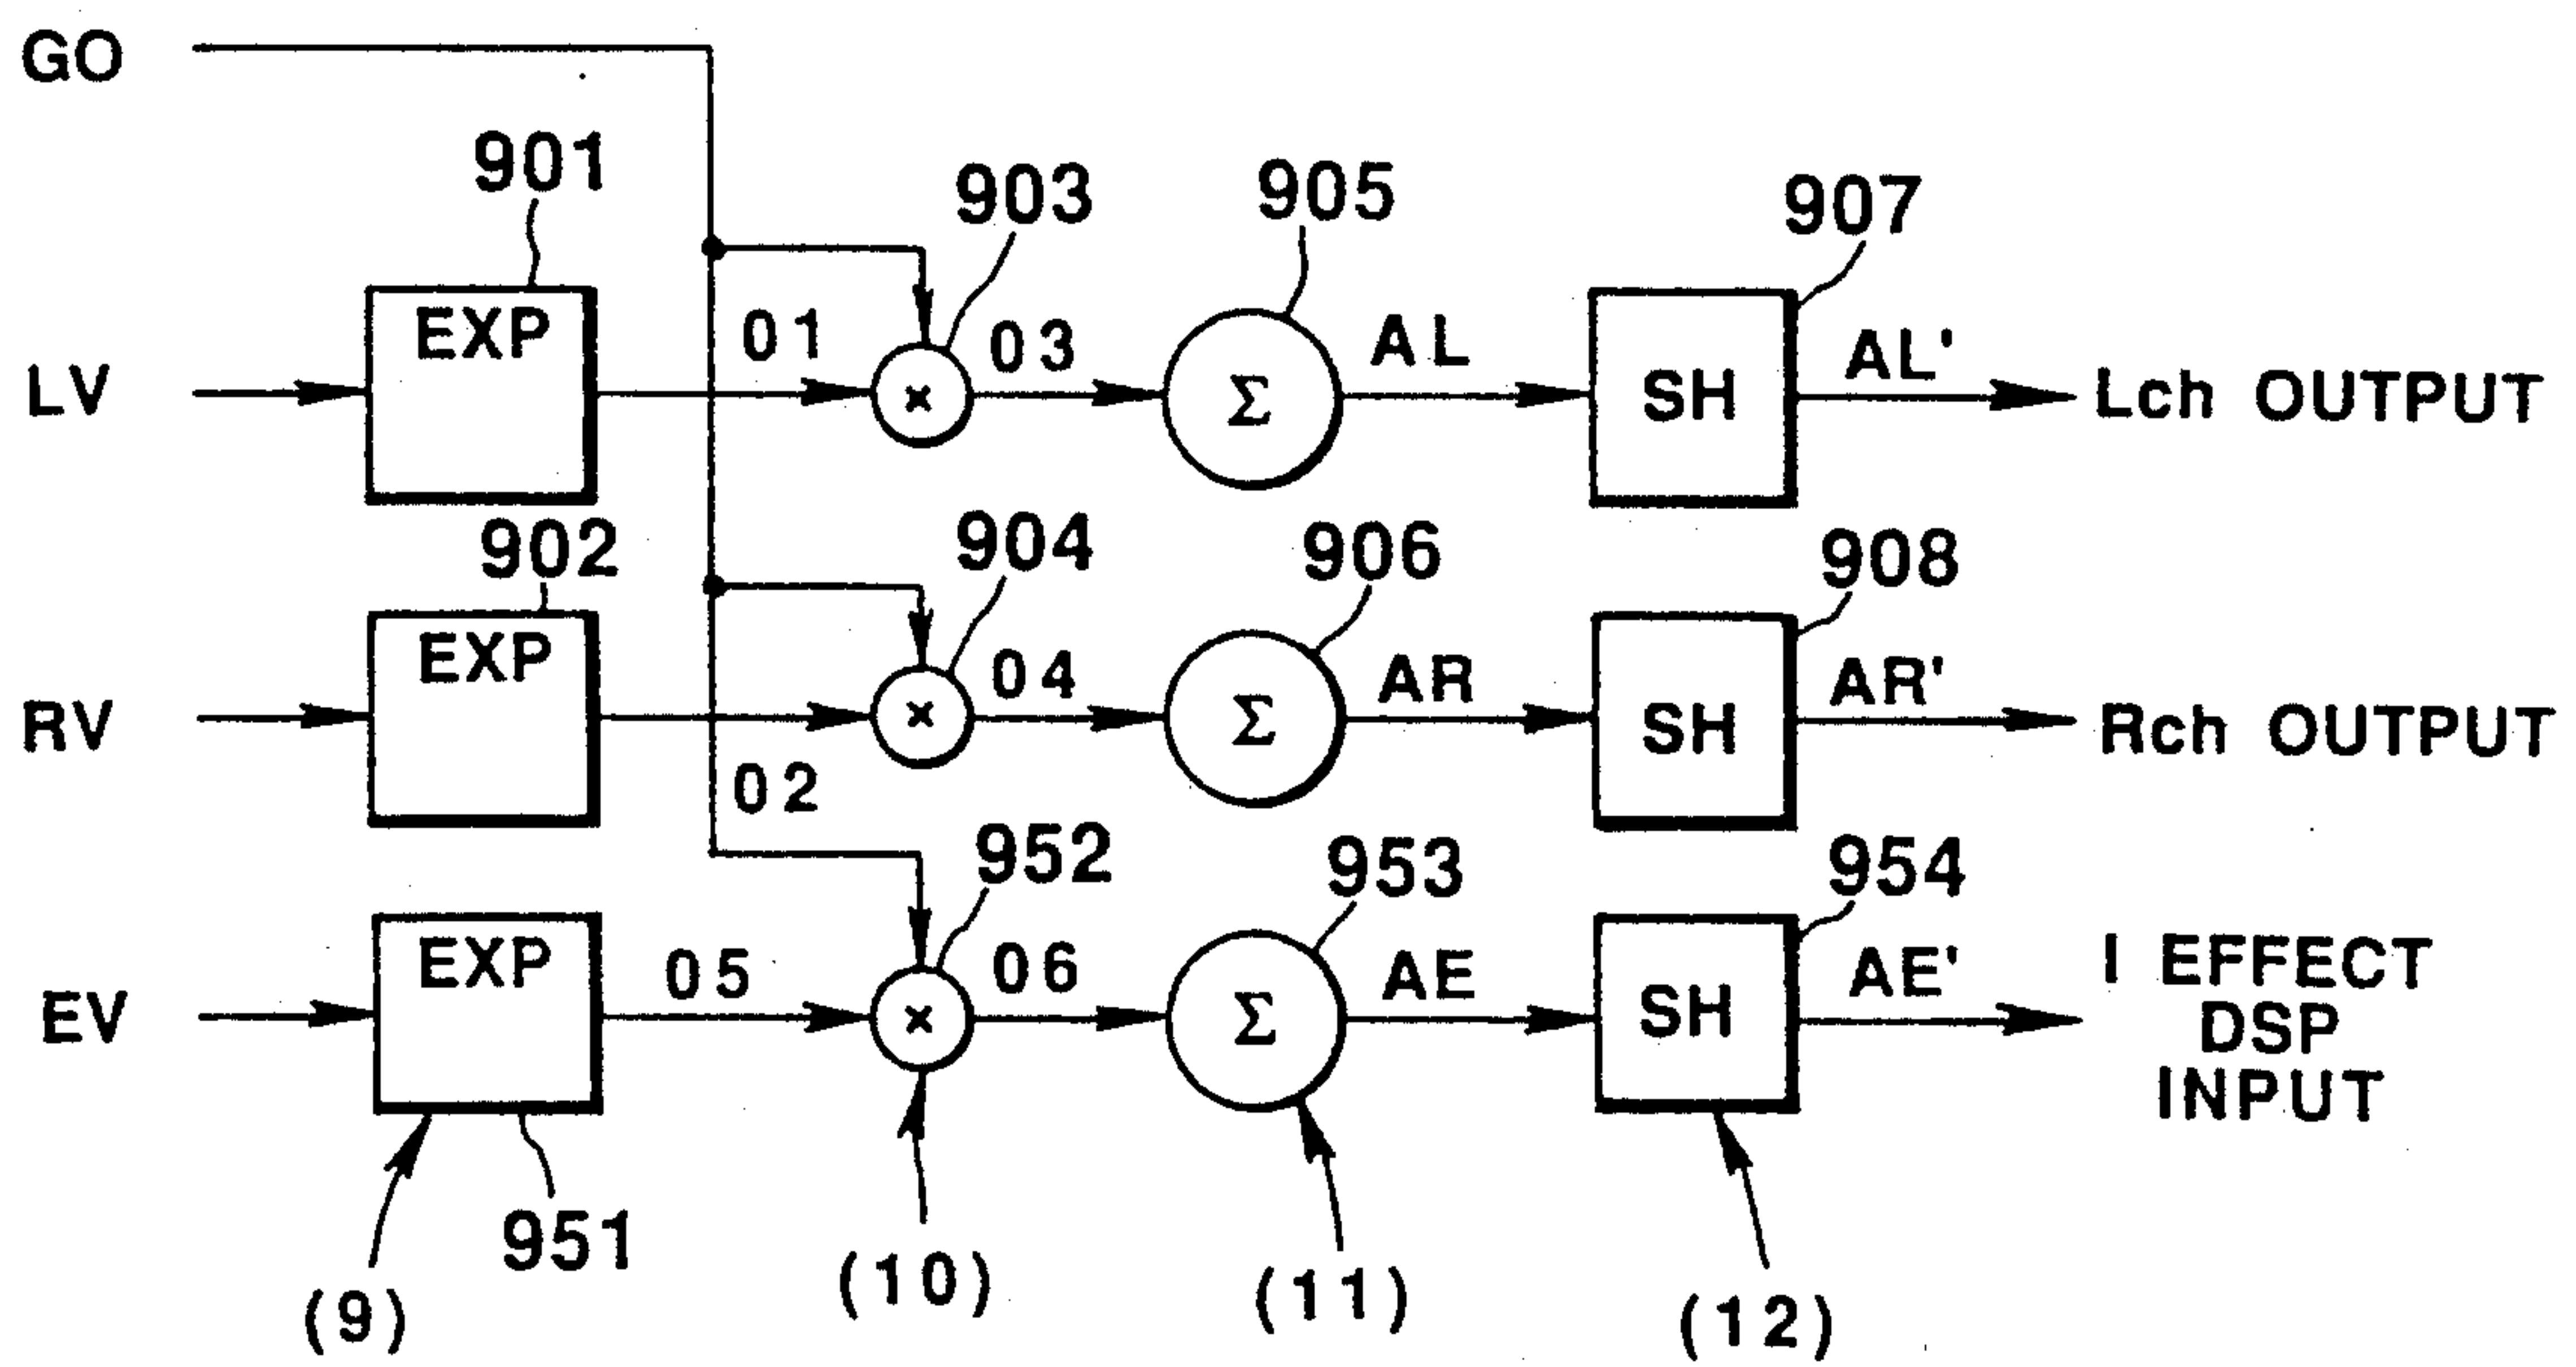 GO
901
903
905
907
LV
EXP
01
×
03
Σ
AL
SH
AL'
Lch OUTPUT
902
904
906
908
RV
EXP
02
×
04
Σ
AR
SH
AR'
Rch OUTPUT
952
953
954
EV
EXP
05
×
06
Σ
AE
SH
AE'
I EFFECT
DSP
INPUT
951
(9)
(10)
(11)
(12)